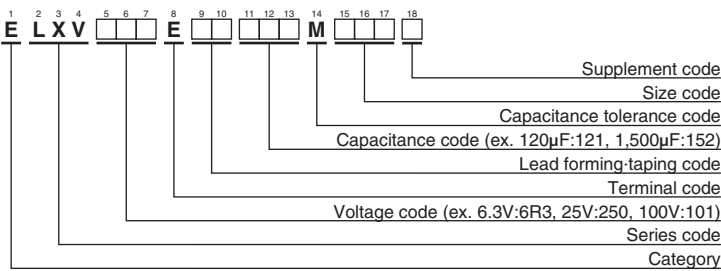 1 2 3 4 5 6 7 8 9 10 11 12 13 14 15 16 17 18
E L X V E M
Supplement code
Size code
Capacitance tolerance code
Capacitance code (ex. 120μF:121, 1,500μF:152)
Lead forming·taping code
Terminal code
Voltage code (ex. 6.3V:6R3, 25V:250, 100V:101)
Series code
Category